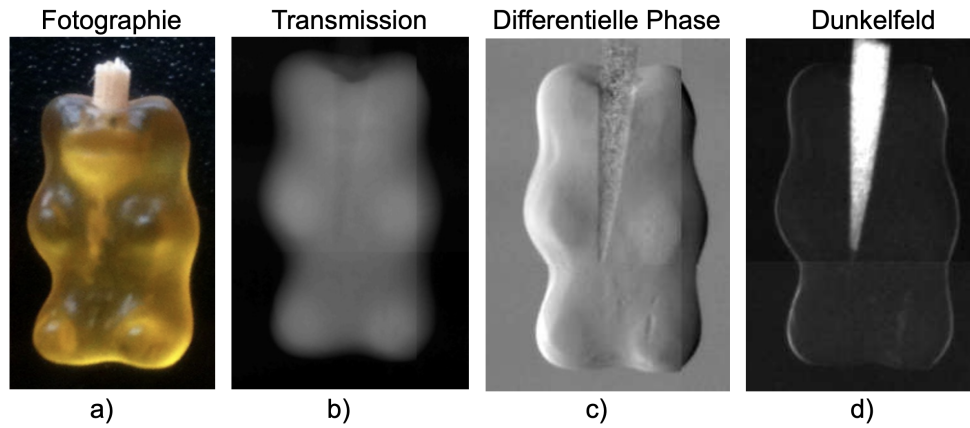 Fotographie Transmission Differentielle Phase Dunkelfeld
a) b) c) d)